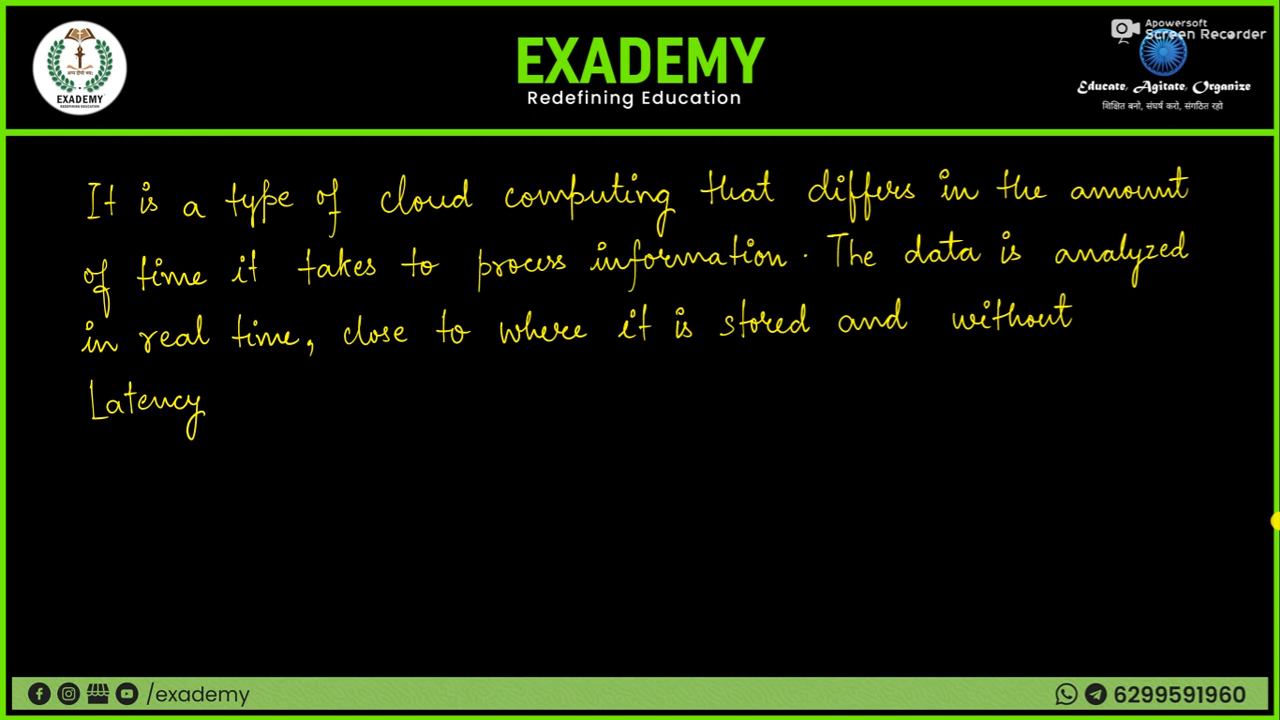 Apowersoft
Screen Recorder
EXADEMY
Redefining Education
EXADEMY
REDEFINING EDUCATION
Educate, Agitate, Organize
शिक्षित बनो, संघर्ष करो, संगठित रहो
It is a type of cloud computing that differs in the amount
of time it takes to process information. The data is analyzed
in real time, close to where it is stored and without
Latency
/exademy
6299591960